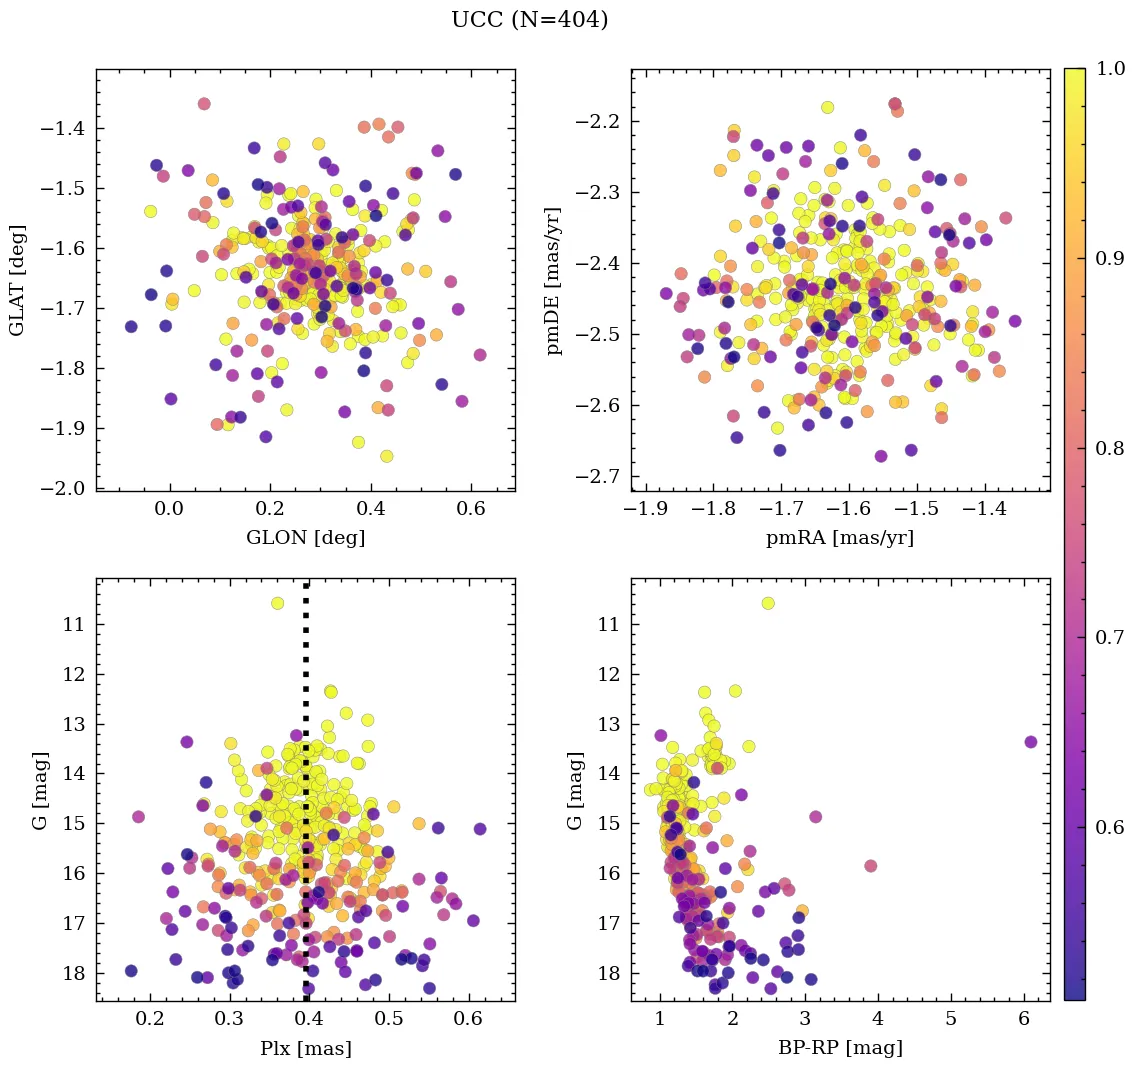 UCC (N=404)
−1.4
−1.5
−1.6
−1.7
−1.8
−1.9
−2.0
GLAT [deg]
0.0 0.2 0.4 0.6
GLON [deg]
−2.2
−2.3
−2.4
−2.5
−2.6
−2.7
pmDE [mas/yr]
−1.9 −1.8 −1.7 −1.6 −1.5 −1.4
pmRA [mas/yr]
11
12
13
14
15
16
17
18
G [mag]
0.2 0.3 0.4 0.5 0.6
Plx [mas]
11
12
13
14
15
16
17
18
G [mag]
1 2 3 4 5 6
BP-RP [mag]
1.0
0.9
0.8
0.7
0.6